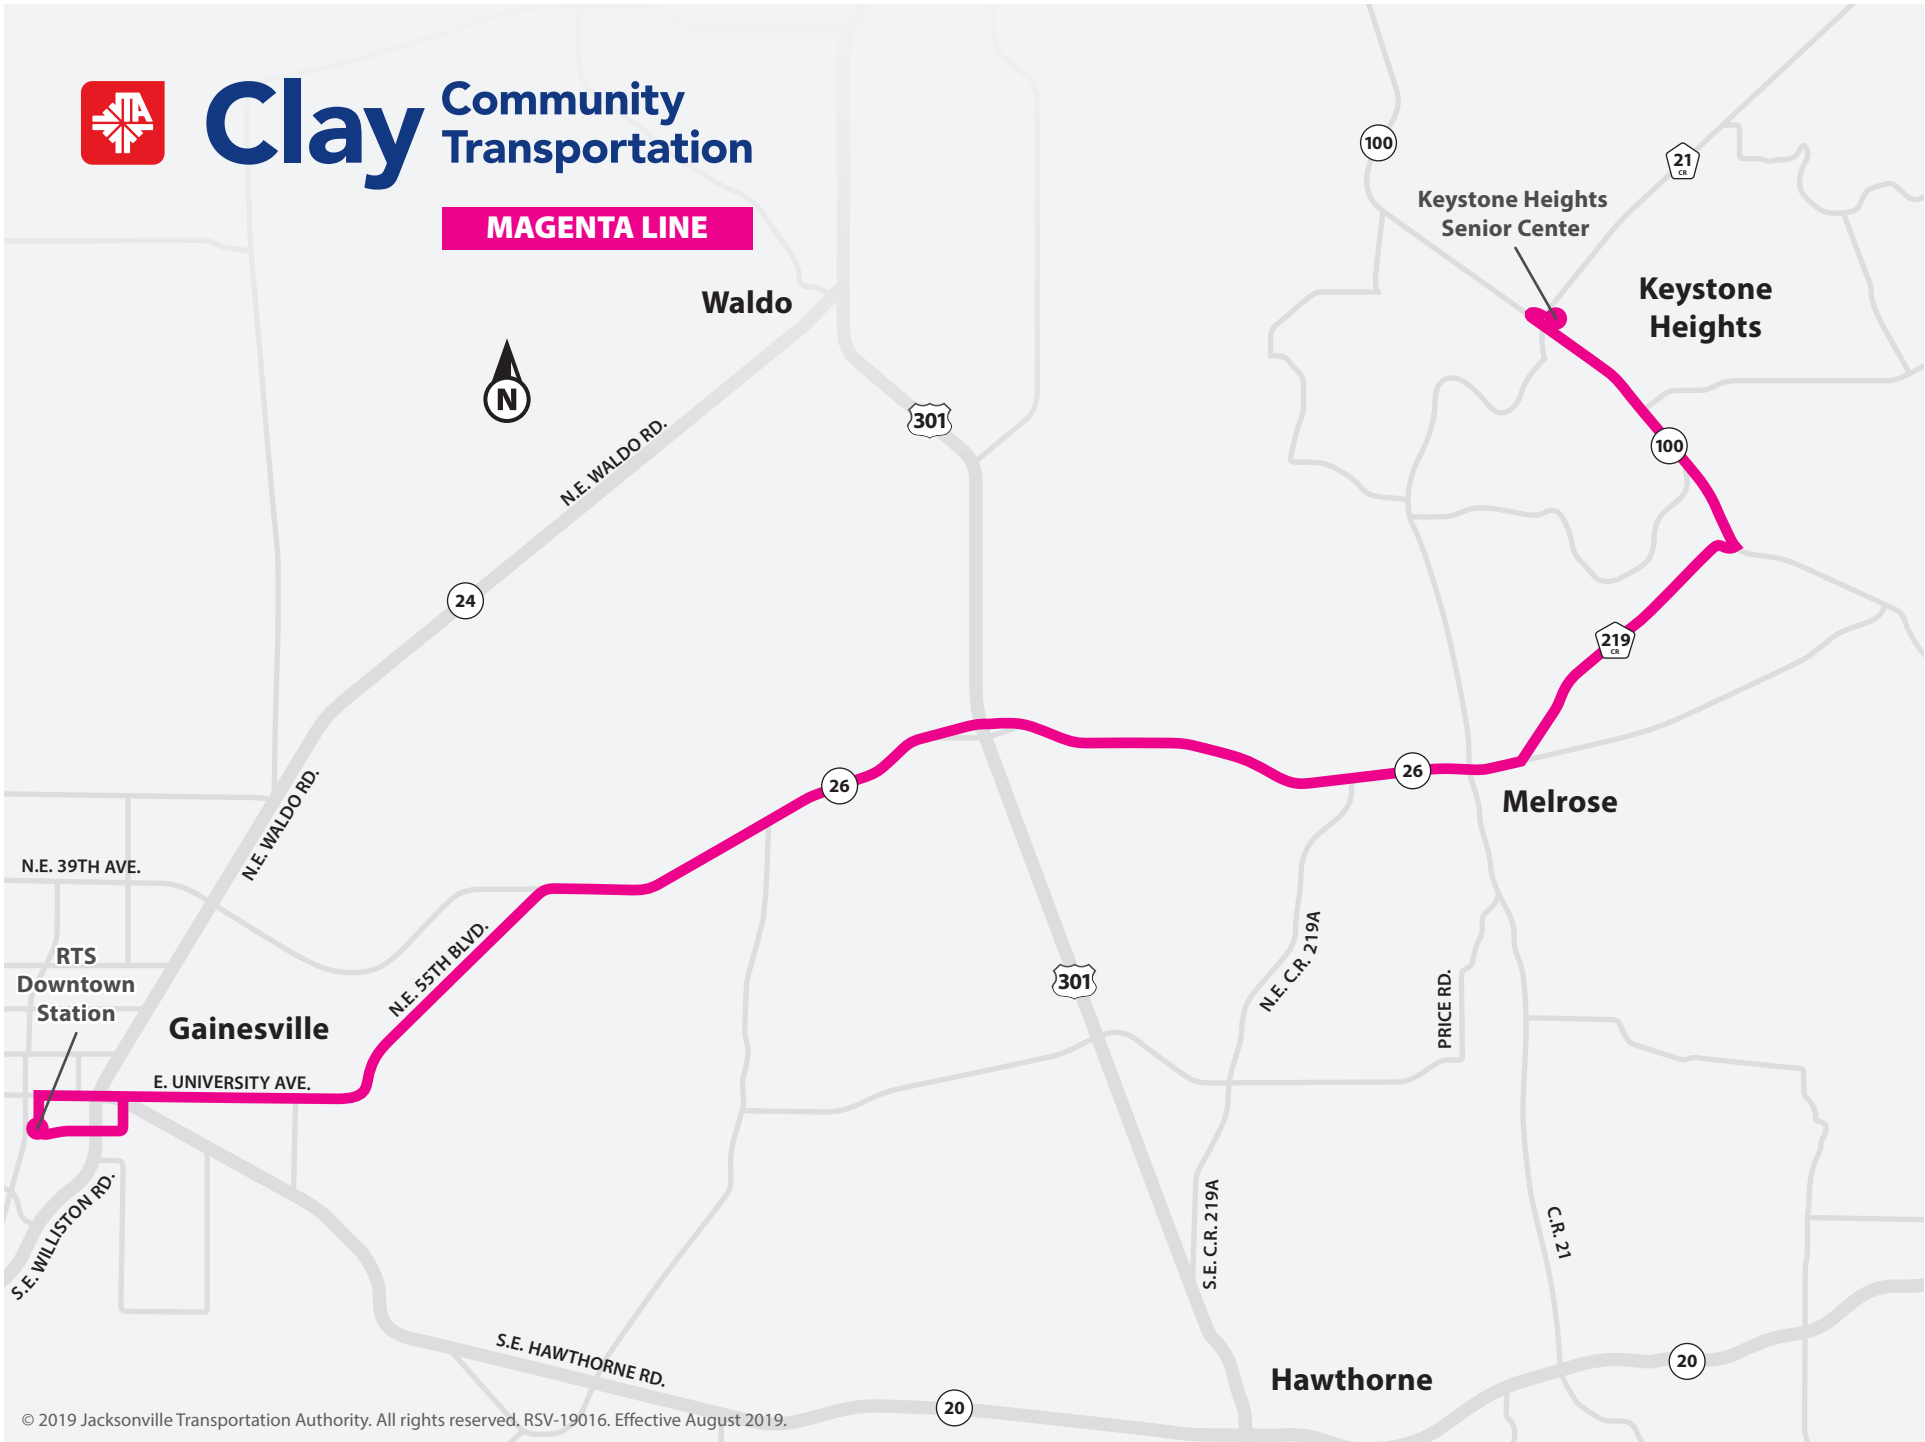 JTA
Clay
Community
Transportation
MAGENTA LINE
100
21
CR
Keystone Heights
Senior Center
Keystone
Heights
Waldo
N
301
N.E. WALDO RD.
100
24
219
CR
26
26
Melrose
N.E. WALDO RD.
N.E. 39TH AVE.
N.E. 55TH BLVD.
RTS
Downtown
Station
Gainesville
E. UNIVERSITY AVE.
301
N.E. C.R. 219A
PRICE RD.
S.E. WILLISTON RD.
S.E. C.R. 219A
C.R. 21
S.E. HAWTHORNE RD.
20
Hawthorne
20
© 2019 Jacksonville Transportation Authority. All rights reserved. RSV-19016. Effective August 2019.